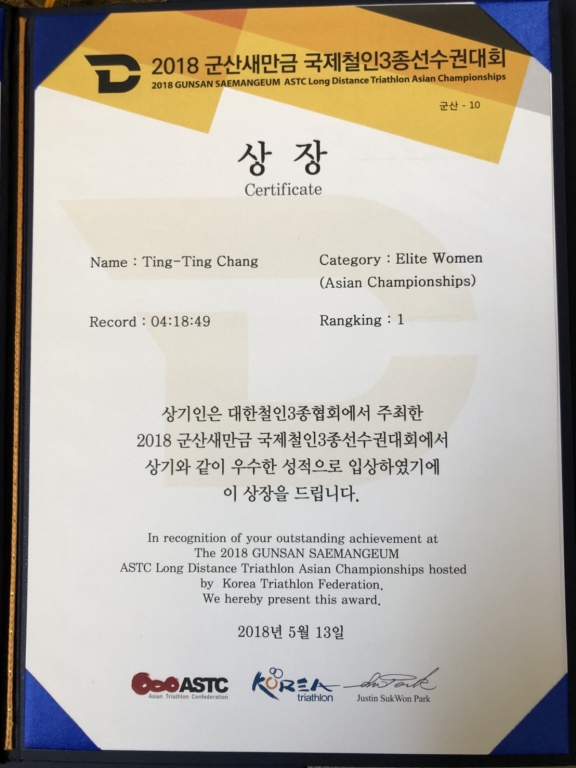 2018 군산새만금 국제철인3종선수권대회
2018 GUNSAN SAEMANGEUM ASTC Long Distance Triathlon Asian Championships
군산 - 10
상 장
Certificate
Name : Ting-Ting Chang
Category : Elite Women
(Asian Championships)
Record : 04:18:49
Rangking : 1
상기인은 대한철인3종협회에서 주최한
2018 군산새만금 국제철인3종선수권대회에서
상기와 같이 우수한 성적으로 입상하였기에
이 상장을 드립니다.
In recognition of your outstanding achievement at
The 2018 GUNSAN SAEMANGEUM
ASTC Long Distance Triathlon Asian Championships hosted
by Korea Triathlon Federation.
We hereby present this award.
2018년 5월 13일
ASTC
Asian Triathlon Confederation
KOREA
triathlon
Justin SukWon Park